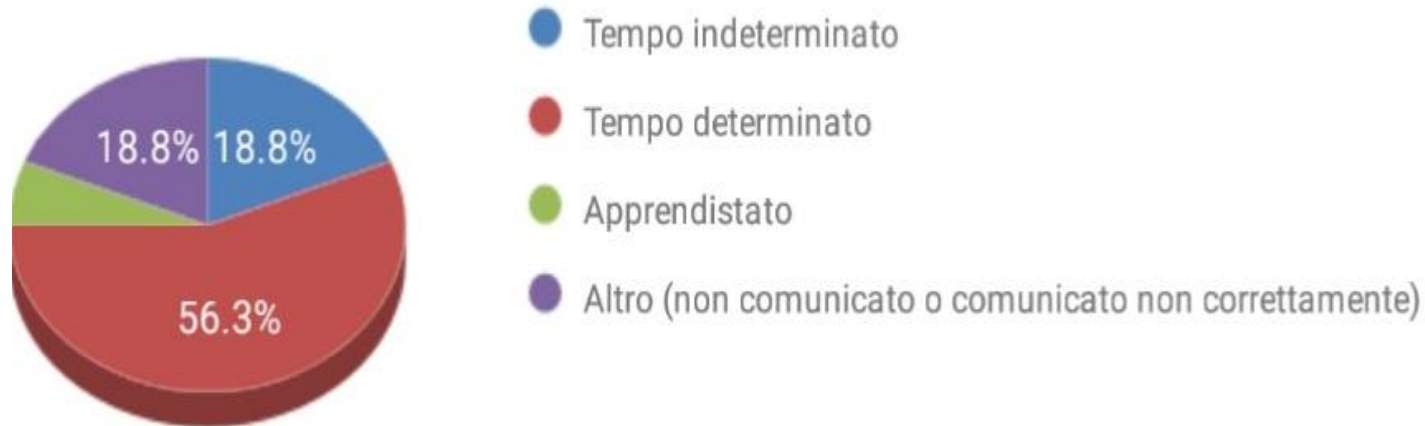 Tempo indeterminato
Tempo determinato
Apprendistato
Altro (non comunicato o comunicato non correttamente)
18.8% 18.8%
56.3%